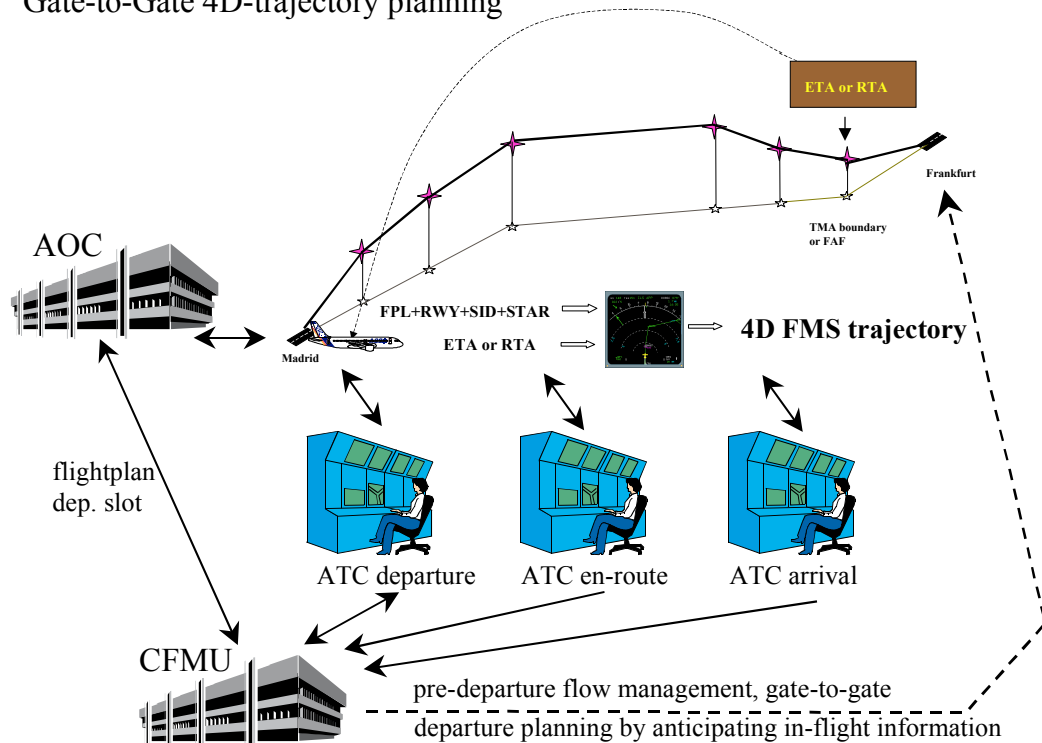 Gate-to-Gate 4D-trajectory planning
ETA or RTA
Frankfurt
TMA boundary
or FAF
AOC
FPL+RWY+SID+STAR
ETA or RTA
4D FMS trajectory
Madrid
flightplan
dep. slot
ATC departure
ATC en-route
ATC arrival
CFMU
pre-departure flow management, gate-to-gate
departure planning by anticipating in-flight information